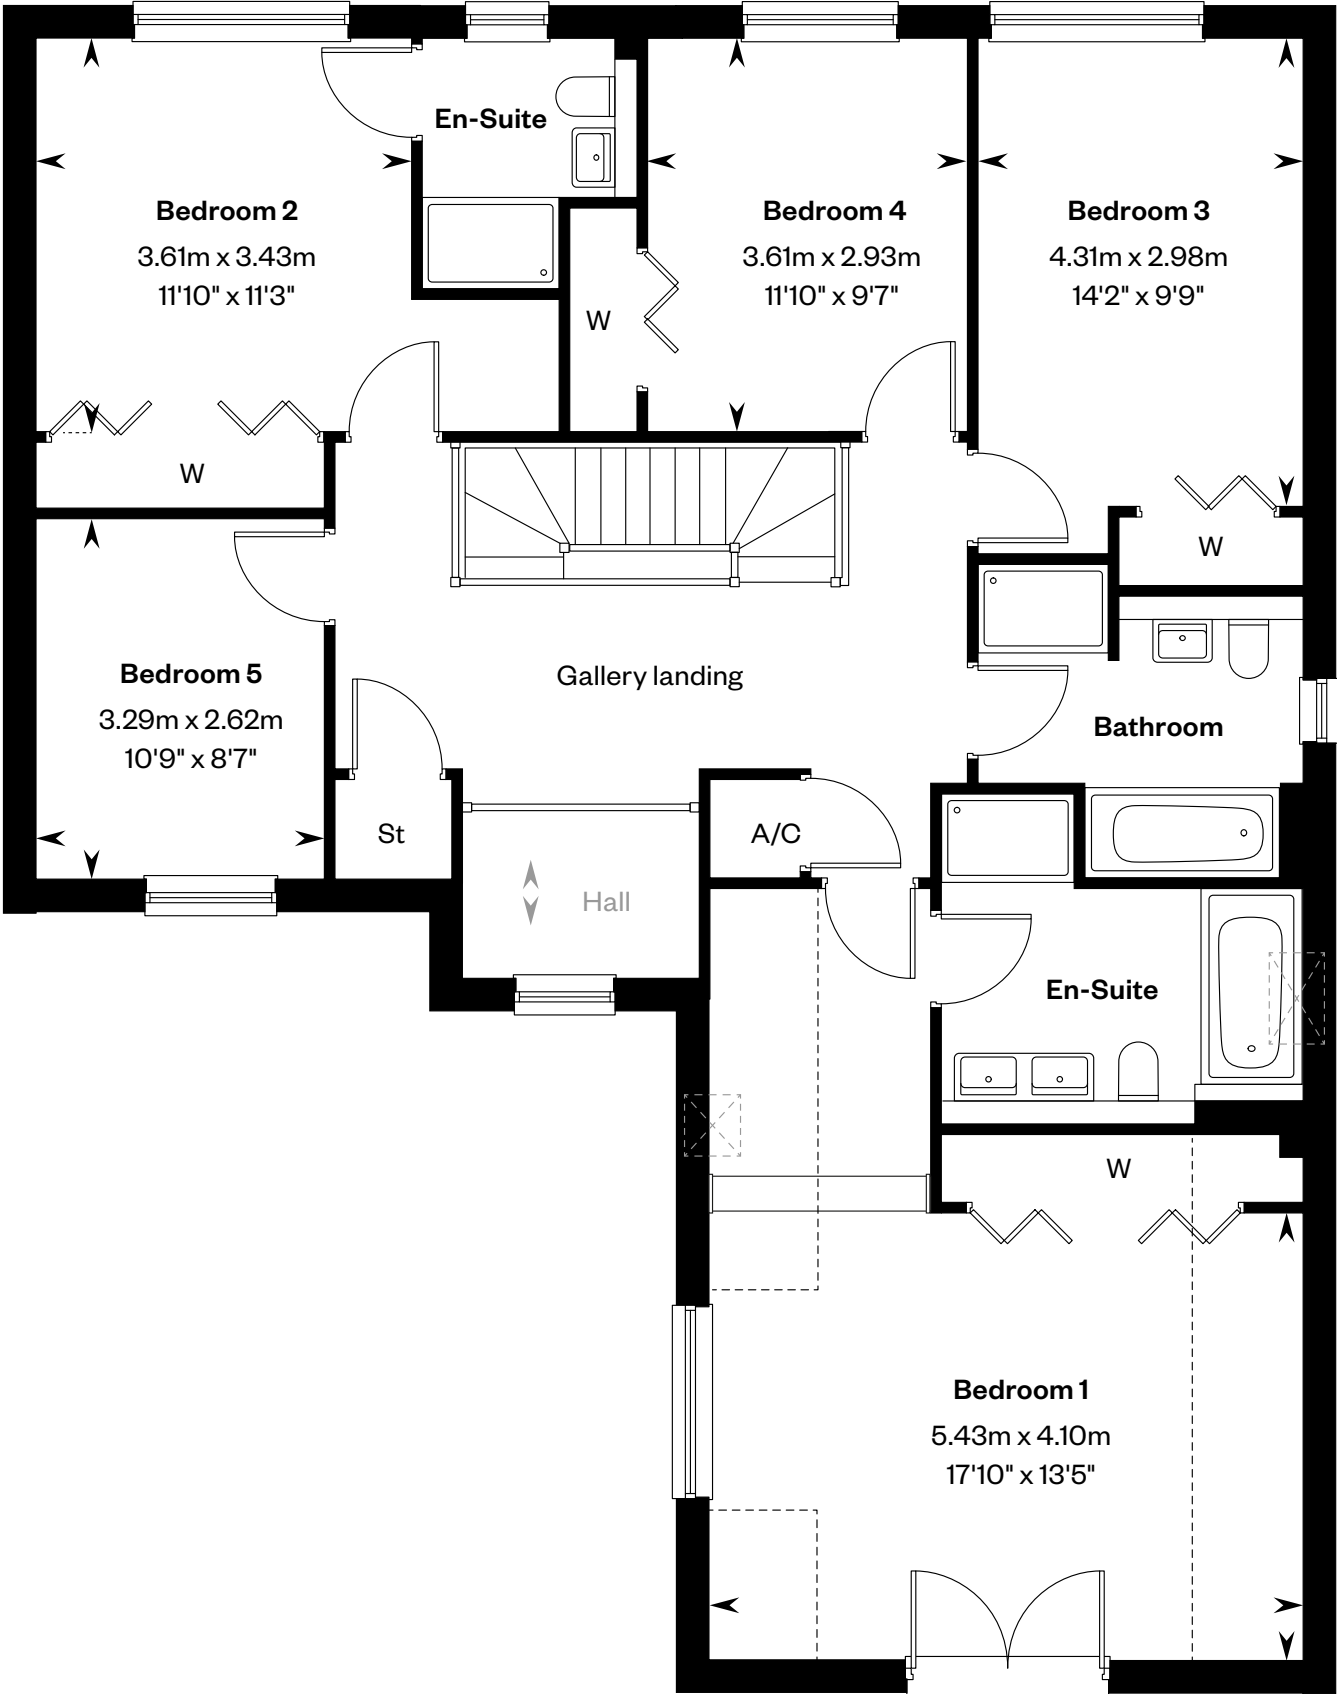 En-Suite
Bedroom 2
3.61m x 3.43m
11'10" x 11'3"
Bedroom 4
3.61m x 2.93m
11'10" x 9'7"
Bedroom 3
4.31m x 2.98m
14'2" x 9'9"
W
W
W
Bedroom 5
3.29m x 2.62m
10'9" x 8'7"
Gallery landing
Bathroom
St
A/C
Hall
En-Suite
W
Bedroom 1
5.43m x 4.10m
17'10" x 13'5"